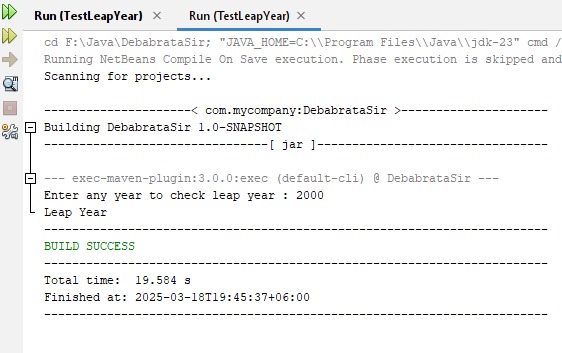 Run (TestLeapYear) × Run (TestLeapYear) ×
cd F:\Java\DebabrataSir; "JAVA_HOME=C:\\Program Files\\Java\\jdk-23" cmd /
Running NetBeans Compile On Save execution. Phase execution is skipped and
Scanning for projects...
---------------------< com.mycompany:DebabrataSir >---------------------
Building DebabrataSir 1.0-SNAPSHOT
--------------------------------[ jar ]---------------------------------
--- exec-maven-plugin:3.0.0:exec (default-cli) @ DebabrataSir ---
Enter any year to check leap year : 2000
Leap Year
------------------------------------------------------------------------
BUILD SUCCESS
------------------------------------------------------------------------
Total time:  19.584 s
Finished at: 2025-03-18T19:45:37+06:00
------------------------------------------------------------------------